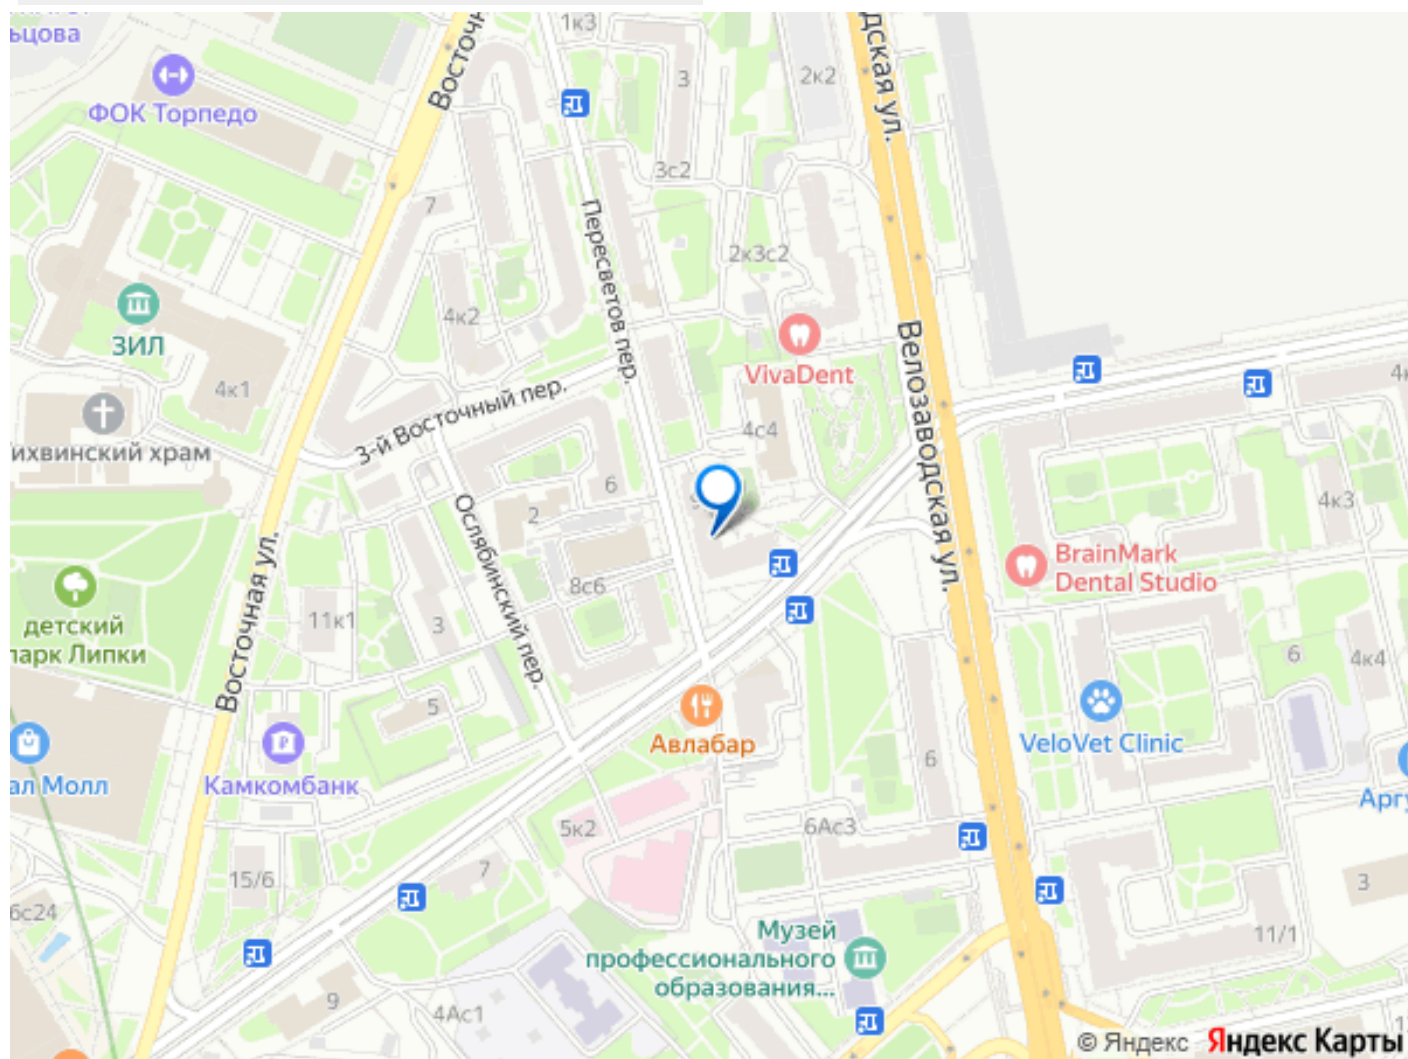 ьцова
ФОК Торпедо
Восточн
1к3
3
2к2
дская ул.
3с2
7
Пересветов пер.
2к3с2
4к2
ЗИЛ
VivaDent
Велозаводская ул.
4к1
3-й Восточный пер.
4с4
ихвинский храм
6
2
4к3
Ослябинский пер.
BrainMark
Dental Studio
Восточная ул.
8с6
детский
парк Липки
11к1
3
6
4к4
5
Авлабар
VeloVet Clinic
6
ал Молл
Камкомбанк
Аргу
5к2
6Ас3
15/6
7
3
6с24
11/1
Музей
профессионального
образования...
9
4Ас1
© Яндекс Яндекс Карты